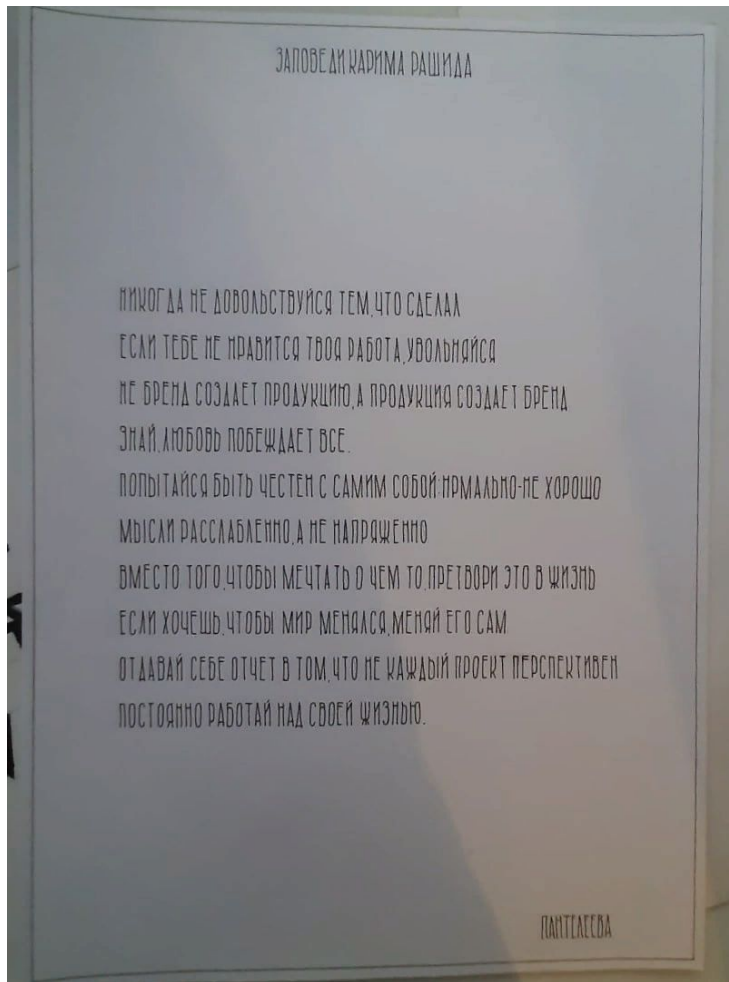 ЗАПОВЕДИ КАРИМА РАШИДА
НИКОГДА НЕ ДОВОЛЬСТВУЙСЯ ТЕМ, ЧТО СДЕЛАЛ
ЕСЛИ ТЕБЕ НЕ НРАВИТСЯ ТВОЯ РАБОТА, УВОЛЬНЯЙСЯ
НЕ БРЕНД СОЗДАЕТ ПРОДУКЦИЮ, А ПРОДУКЦИЯ СОЗДАЕТ БРЕНД
ЗНАЙ, ЛЮБОВЬ ПОБЕЖДАЕТ ВСЕ.
ПОПЫТАЙСЯ БЫТЬ ЧЕСТЕН С САМИМ СОБОЙ: НРМАЛЬНО-НЕ ХОРОШО
МЫСЛИ РАССЛАБЛЕННО, А НЕ НАПРЯЖЕННО
ВМЕСТО ТОГО, ЧТОБЫ МЕЧТАТЬ О ЧЕМ ТО, ПРЕТВОРИ ЭТО В ЖИЗНЬ
ЕСЛИ ХОЧЕШЬ, ЧТОБЫ МИР МЕНЯЛСЯ, МЕНЯЙ ЕГО САМ
ОТДАВАЙ СЕБЕ ОТЧЕТ В ТОМ, ЧТО НЕ КАЖДЫЙ ПРОЕКТ ПЕРСПЕКТИВЕН
ПОСТОЯННО РАБОТАЙ НАД СВОЕЙ ЖИЗНЬЮ.
ПАНТЕЛЕЕВА